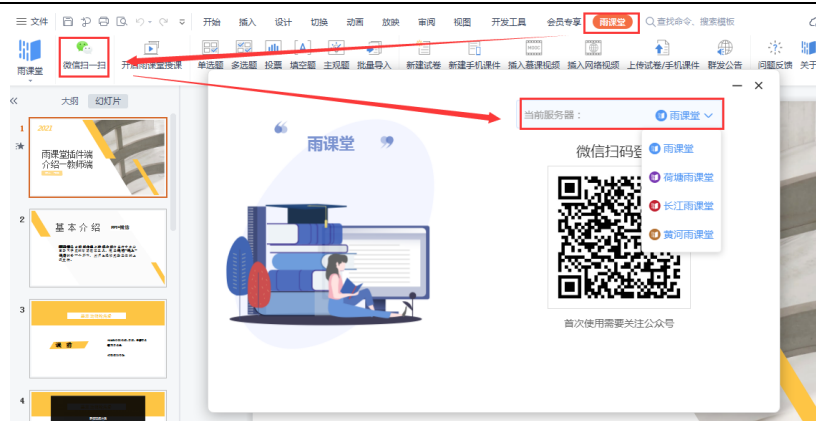 文件 开始 插入 设计 切换 动画 放映 审阅 视图 开发工具 会员专享 雨课堂 查找命令、搜索模板
雨课堂 微信扫一扫 开启雨课堂授课 单选题 多选题 投票 填空题 主观题 批量导入 新建试卷 新建手机课件 插入慕课视频 插入网络视频 上传试卷/手机课件 群发公告 问题反馈 关于
大纲 幻灯片
1
2022
雨课堂插件端
介绍—教师端
2
基本介绍
3
课 前
4
雨课堂
当前服务器： 雨课堂
微信扫码登
雨课堂
荷塘雨课堂
长江雨课堂
黄河雨课堂
首次使用需要关注公众号